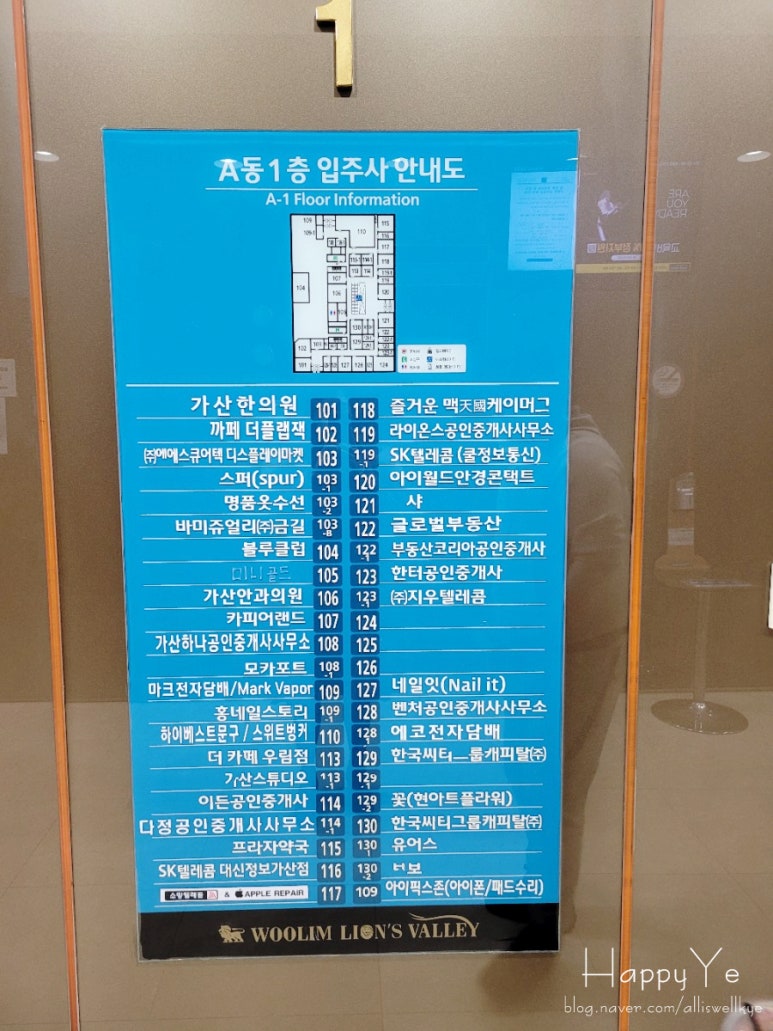 1
A동 1층 입주사 안내도
A-1 Floor Information
가산한의원 101
까페 더플랩잭 102
㈜에에스큐어텍 디스플레이마켓 103
스퍼(spur) 103-1
명품옷수선 103-2
바미쥬얼리㈜금길 103-B
블루클럽 104
미니골드 105
가산안과의원 106
카피어랜드 107
가산하나공인중개사사무소 108
모카포트 108-1
마크전자담배/Mark Vapor 109
홍네일스토리 109-1
하이베스트문구 / 스위트벙커 110
더 카페 우림점 113
가산스튜디오 113-1
이든공인중개사 114
다정공인중개사사무소 114-1
프라자약국 115
SK텔레콤 대신정보가산점 116
& APPLE REPAIR 117
118 즐거운 맥天國케이머그
119 라이온스공인중개사사무소
119-1 SK텔레콤 (쿨정보통신)
120 아이월드안경콘택트
121 샤
122 글로벌부동산
122-1 부동산코리아공인중개사
123 한터공인중개사
123-1 ㈜지우텔레콤
124
125
126
127 네일잇(Nail it)
128 벤처공인중개사사무소
128-1 에코전자담배
129 한국씨티그룹캐피탈㈜
129-1
129-2 꽃(현아트플라워)
130 한국씨티그룹캐피탈㈜
130-1 유어스
130-2
109 아이픽스존(아이폰/패드수리)
WOOLIM LION'S VALLEY
ARE
YOU
READY
HappyYe
blog.naver.com/alliswellkye